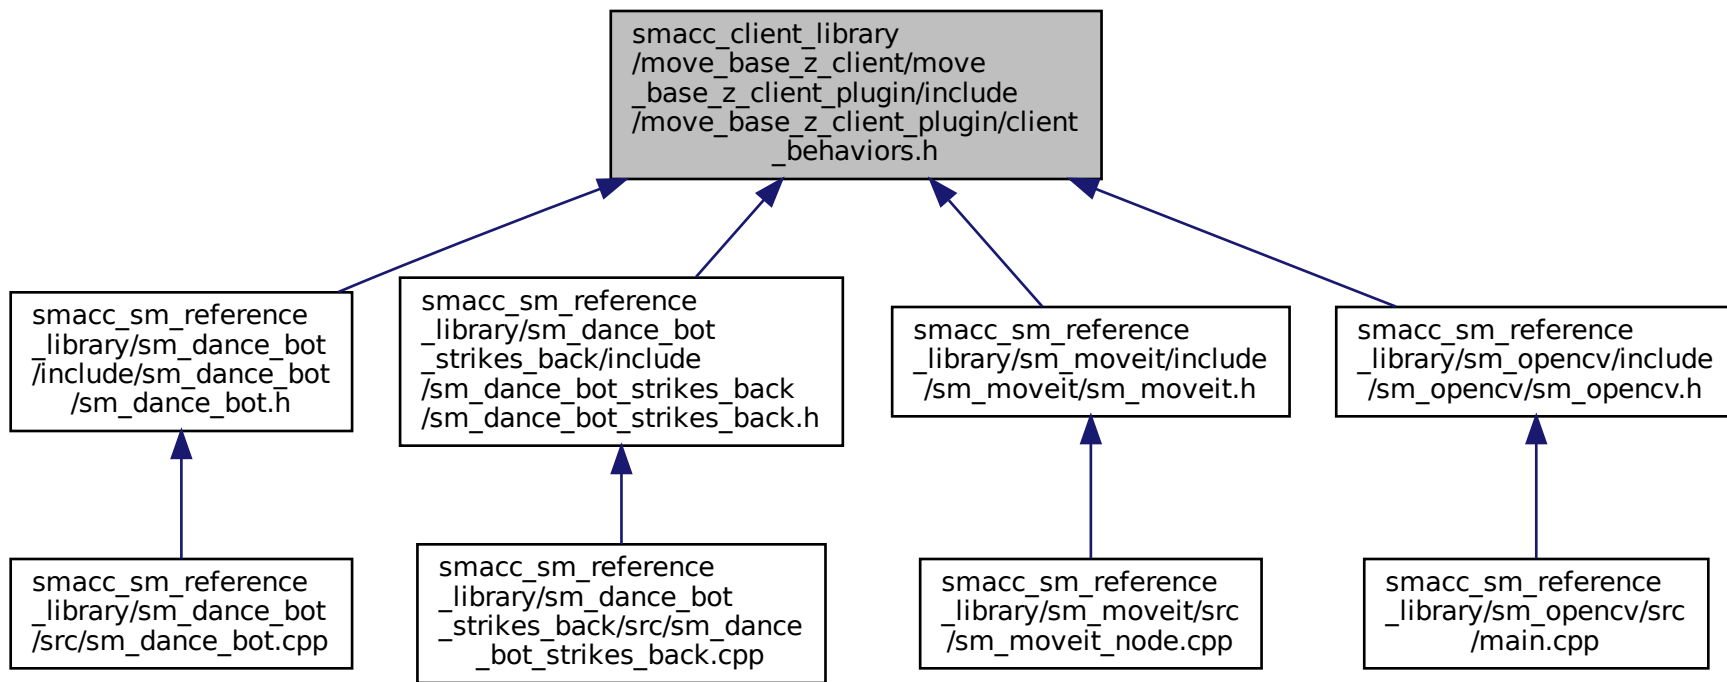 smacc_client_library
/move_base_z_client/move
_base_z_client_plugin/include
/move_base_z_client_plugin/client
_behaviors.h
smacc_sm_reference
_library/sm_dance_bot
/include/sm_dance_bot
/sm_dance_bot.h
smacc_sm_reference
_library/sm_dance_bot
_strikes_back/include
/sm_dance_bot_strikes_back
/sm_dance_bot_strikes_back.h
smacc_sm_reference
_library/sm_moveit/include
/sm_moveit/sm_moveit.h
smacc_sm_reference
_library/sm_opencv/include
/sm_opencv/sm_opencv.h
smacc_sm_reference
_library/sm_dance_bot
/src/sm_dance_bot.cpp
smacc_sm_reference
_library/sm_dance_bot
_strikes_back/src/sm_dance
_bot_strikes_back.cpp
smacc_sm_reference
_library/sm_moveit/src
/sm_moveit_node.cpp
smacc_sm_reference
_library/sm_opencv/src
/main.cpp